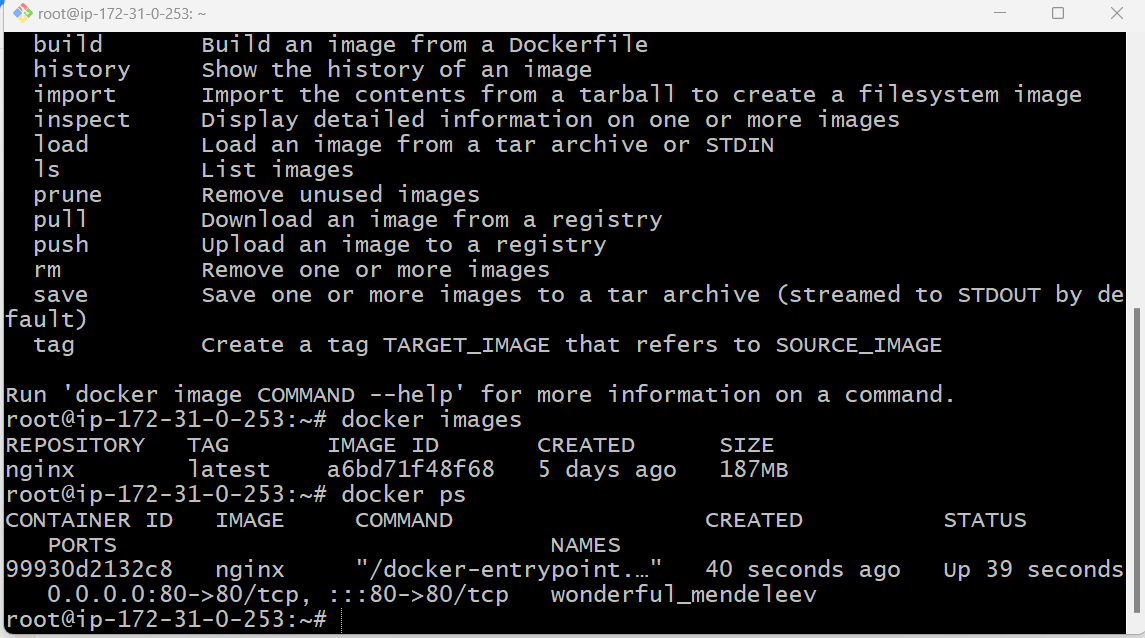 root@ip-172-31-0-253: ~
build       Build an image from a Dockerfile
history     Show the history of an image
import      Import the contents from a tarball to create a filesystem image
inspect     Display detailed information on one or more images
load        Load an image from a tar archive or STDIN
ls          List images
prune       Remove unused images
pull        Download an image from a registry
push        Upload an image to a registry
rm          Remove one or more images
save        Save one or more images to a tar archive (streamed to STDOUT by de
fault)
tag         Create a tag TARGET_IMAGE that refers to SOURCE_IMAGE
Run 'docker image COMMAND --help' for more information on a command.
root@ip-172-31-0-253:~# docker images
REPOSITORY   TAG       IMAGE ID       CREATED      SIZE
nginx        latest    a6bd71f48f68   5 days ago   187MB
root@ip-172-31-0-253:~# docker ps
CONTAINER ID   IMAGE     COMMAND                  CREATED          STATUS
PORTS                               NAMES
99930d2132c8   nginx     "/docker-entrypoint.…"   40 seconds ago   Up 39 seconds
0.0.0.0:80->80/tcp, :::80->80/tcp   wonderful_mendeleev
root@ip-172-31-0-253:~#